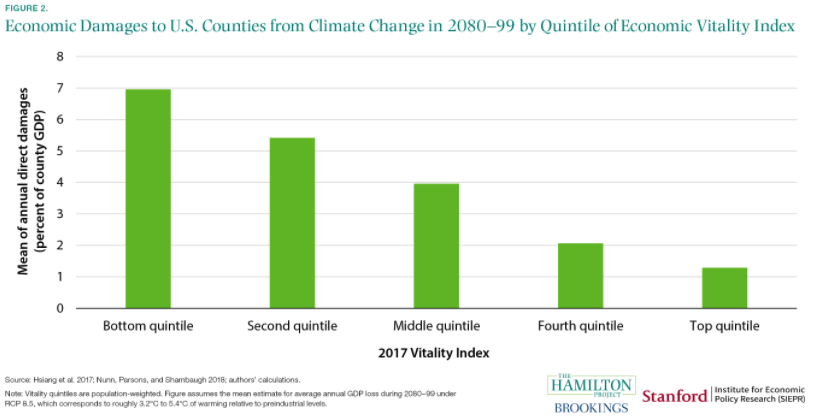 FIGURE 2.
Economic Damages to U.S. Counties from Climate Change in 2080–99 by Quintile of Economic Vitality Index
Mean of annual direct damages
(percent of county GDP)
8
7
6
5
4
3
2
1
0
Bottom quintile
Second quintile
Middle quintile
Fourth quintile
Top quintile
2017 Vitality Index
Source: Hsiang et al. 2017; Nunn, Parsons, and Shambaugh 2018; authors' calculations.
Note: Vitality quintiles are population-weighted. Figure assumes the mean estimate for average annual GDP loss during 2080–99 under
RCP 8.5, which corresponds to roughly 3.2°C to 5.4°C of warming relative to preindustrial levels.
THE
HAMILTON
PROJECT
BROOKINGS
Stanford
Institute for Economic
Policy Research (SIEPR)